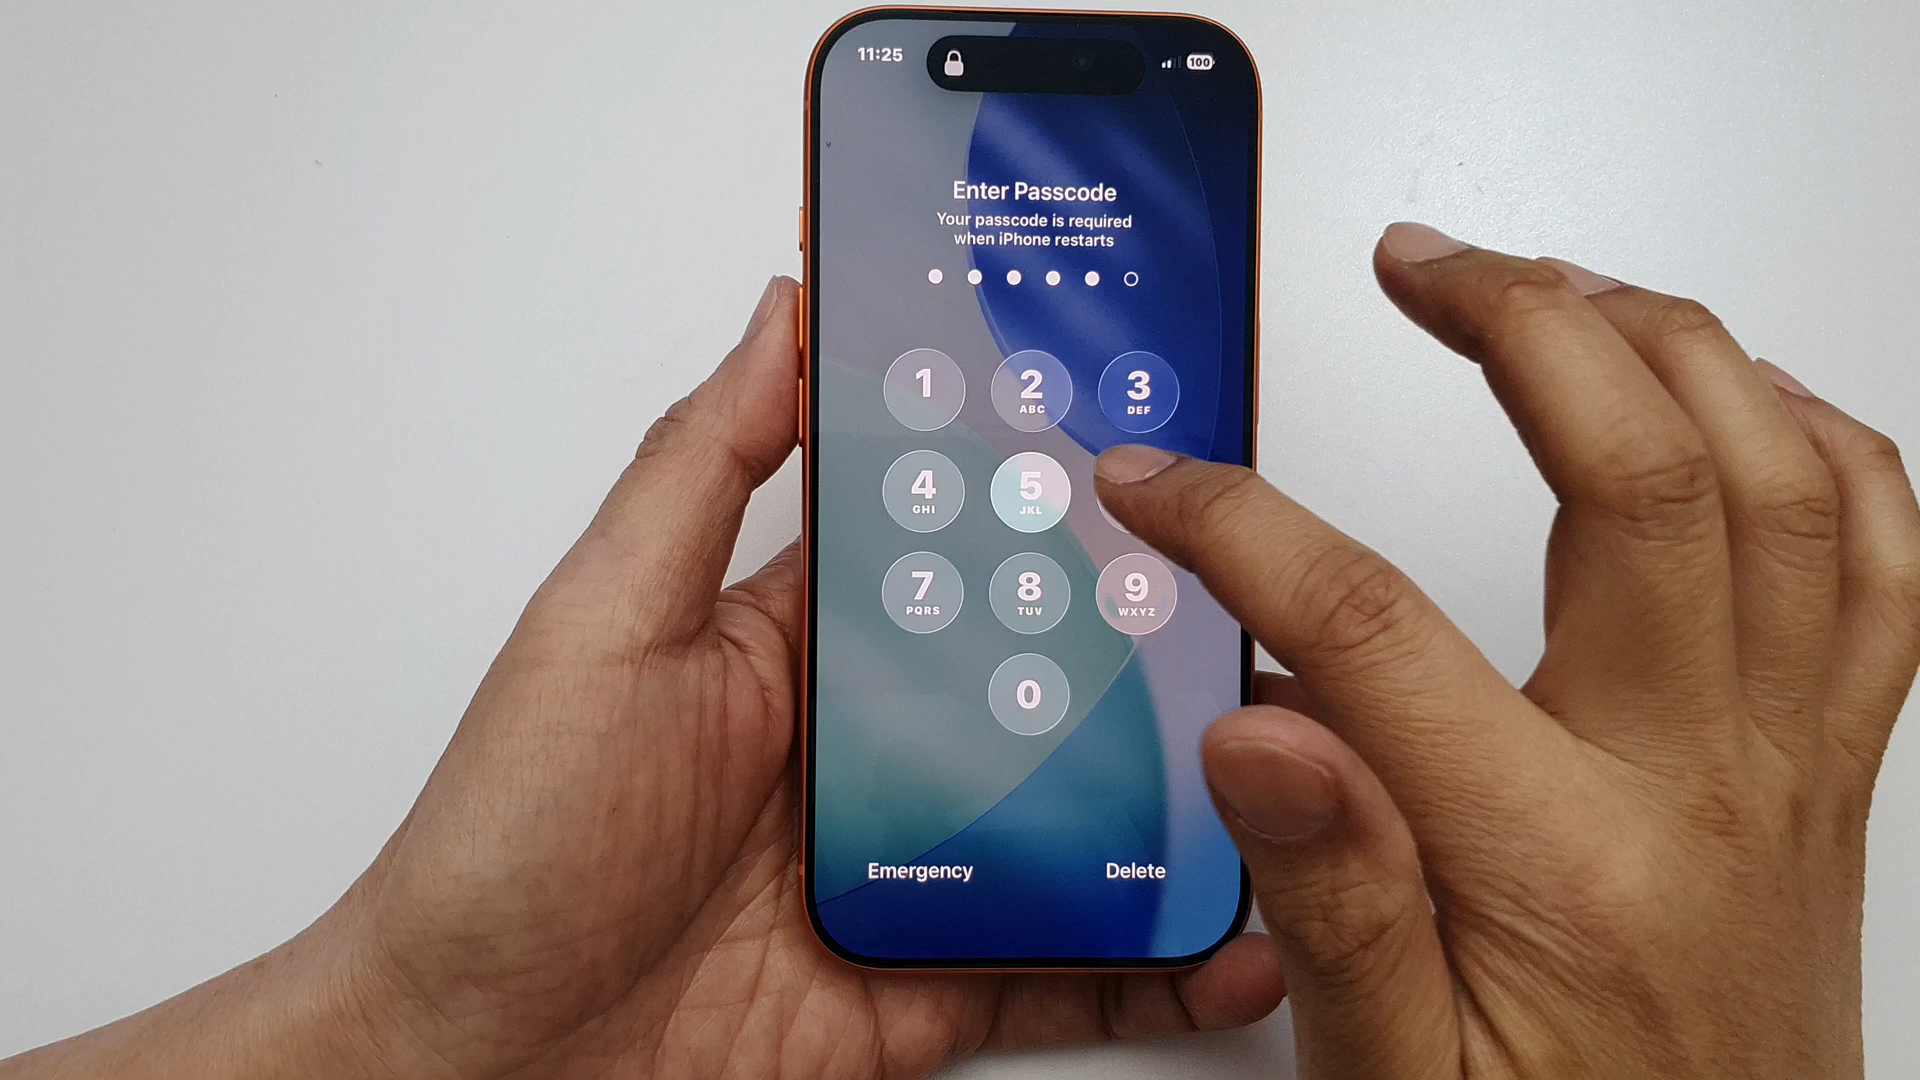 11:25
100
Enter Passcode
Your passcode is required
when iPhone restarts
1
2
ABC
3
DEF
4
GHI
5
JKL
7
PQRS
8
TUV
9
WXYZ
0
Emergency
Delete